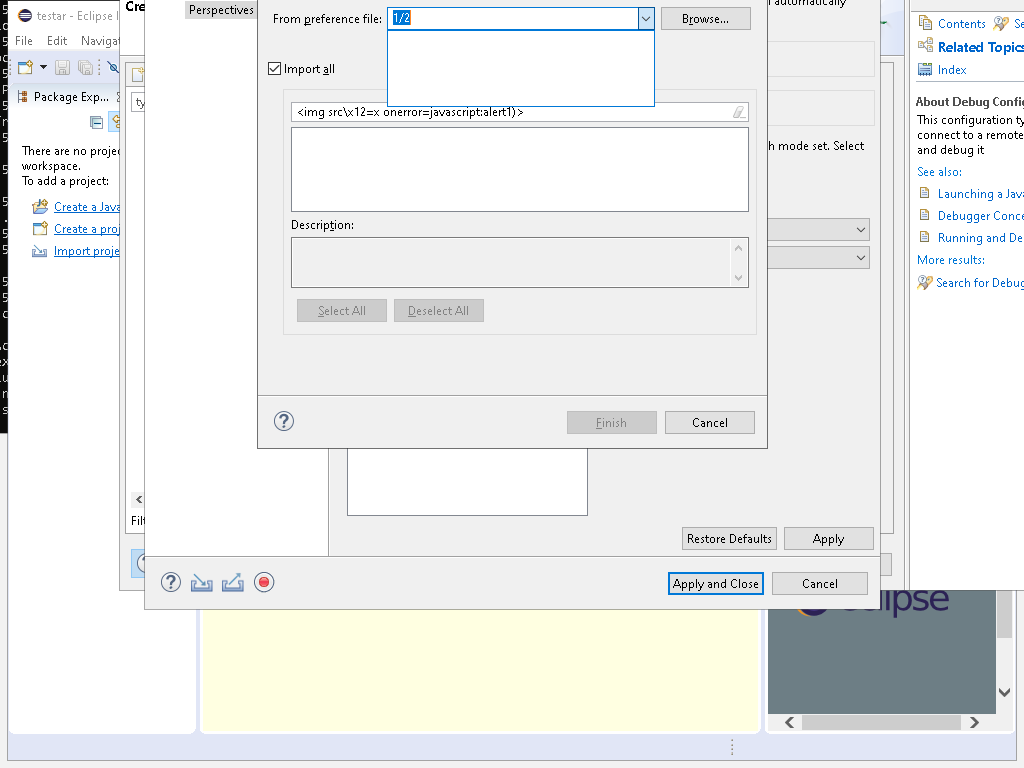 testar - Eclipse I
File Edit Navigat
Package Exp...
There are no projec
workspace.
To add a project:
Create a Java
Create a proj
Import proje
Cre
ty
Filt
Perspectives
From preference file: 1/2 Browse...
Import all
<img src\x12=x onerror=javascript:alert1)>
Description:
Select All Deselect All
Finish Cancel
automatically
h mode set. Select
Restore Defaults Apply
Apply and Close Cancel
Contents Se
Related Topics
Index
About Debug Config
This configuration ty
connect to a remote
and debug it
See also:
Launching a Java
Debugger Conce
Running and De
More results:
Search for Debug
eclipse